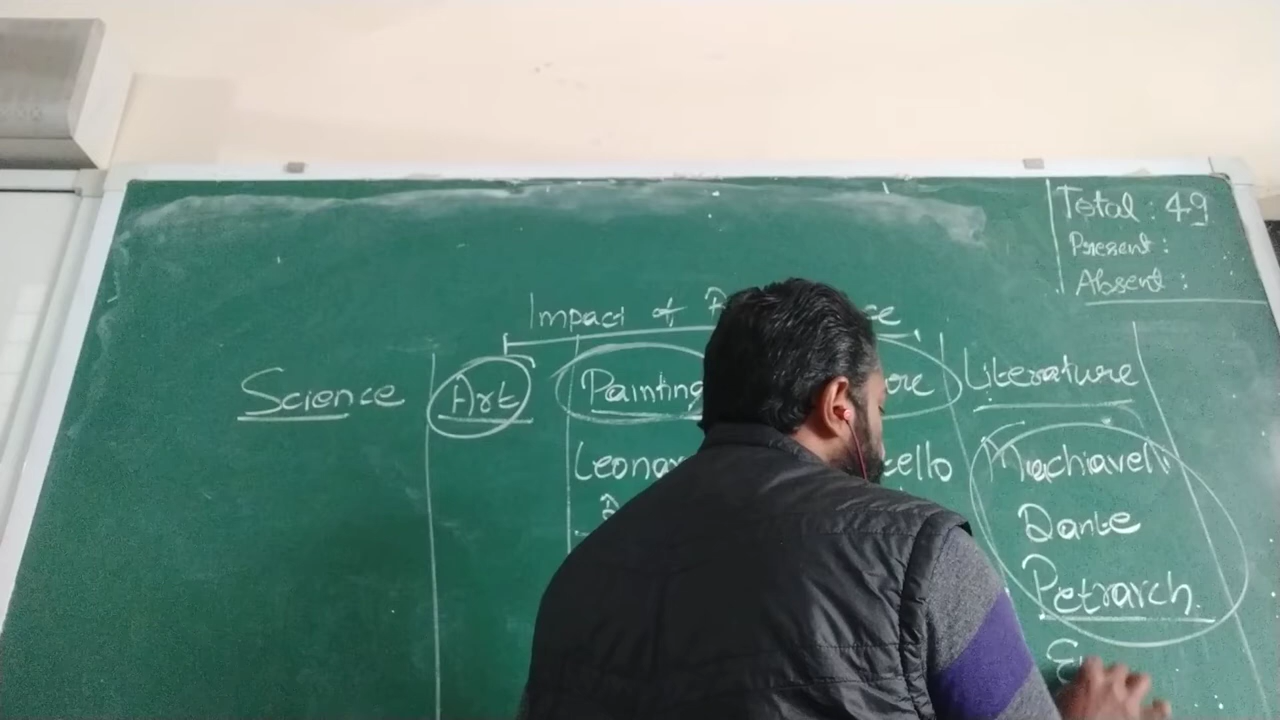 Total : 49
Present :
Absent :
Impact of
Science Art Painting Literature
Machiavelli
Dante
Petrarch